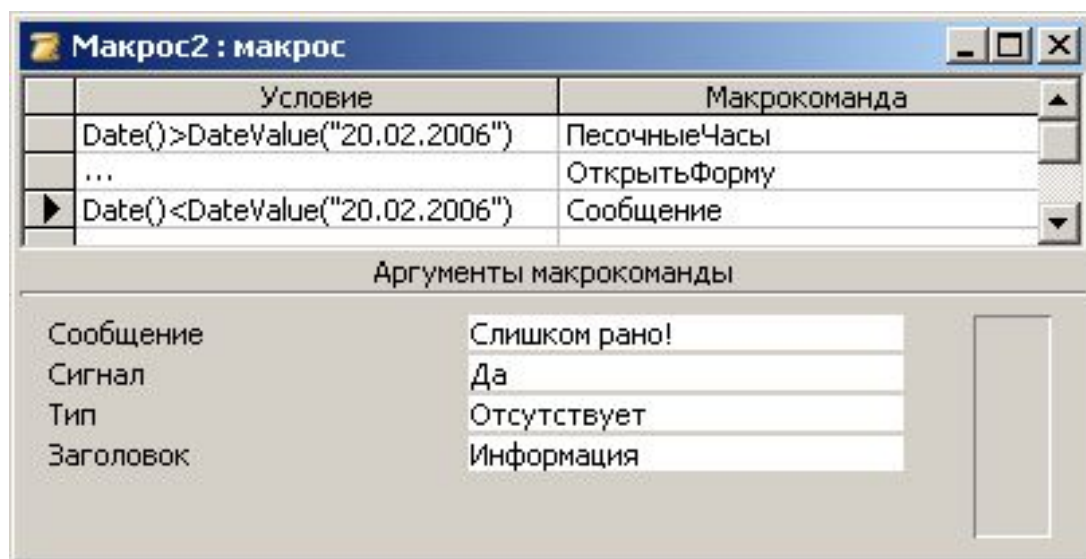 Макрос2 : макрос
Условие Макрокоманда
Date()>DateValue("20.02.2006") ПесочныеЧасы
... ОткрытьФорму
Date()<DateValue("20.02.2006") Сообщение
Аргументы макрокоманды
Сообщение Слишком рано!
Сигнал Да
Тип Отсутствует
Заголовок Информация